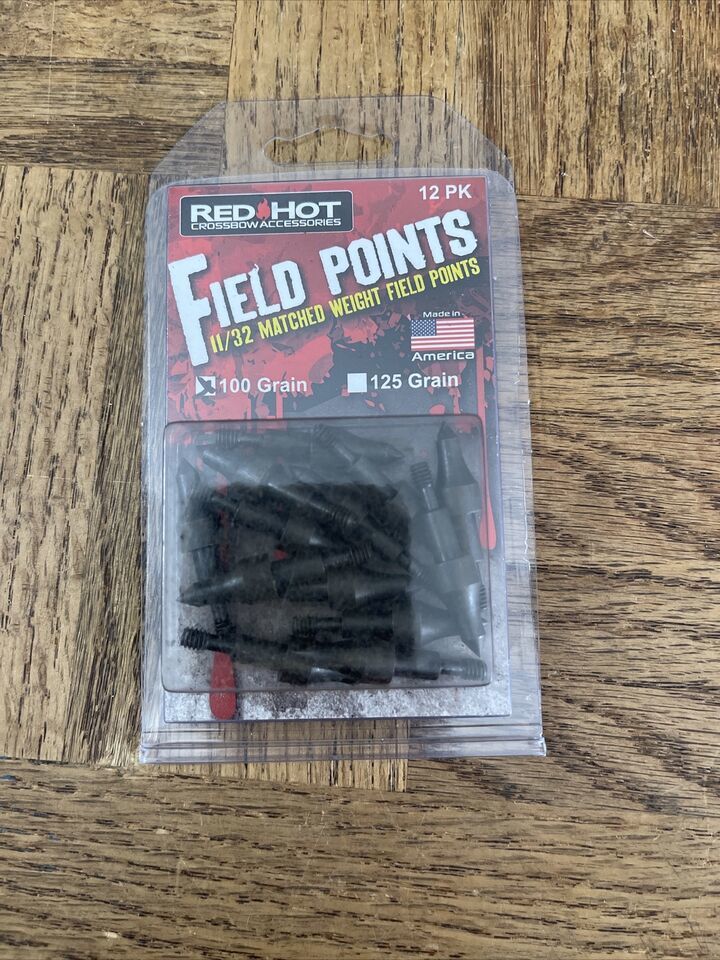 12 PK
RED HOT
CROSSBOW ACCESSORIES
FIELD POINTS
11/32 MATCHED WEIGHT FIELD POINTS
Made in
America
100 Grain
125 Grain